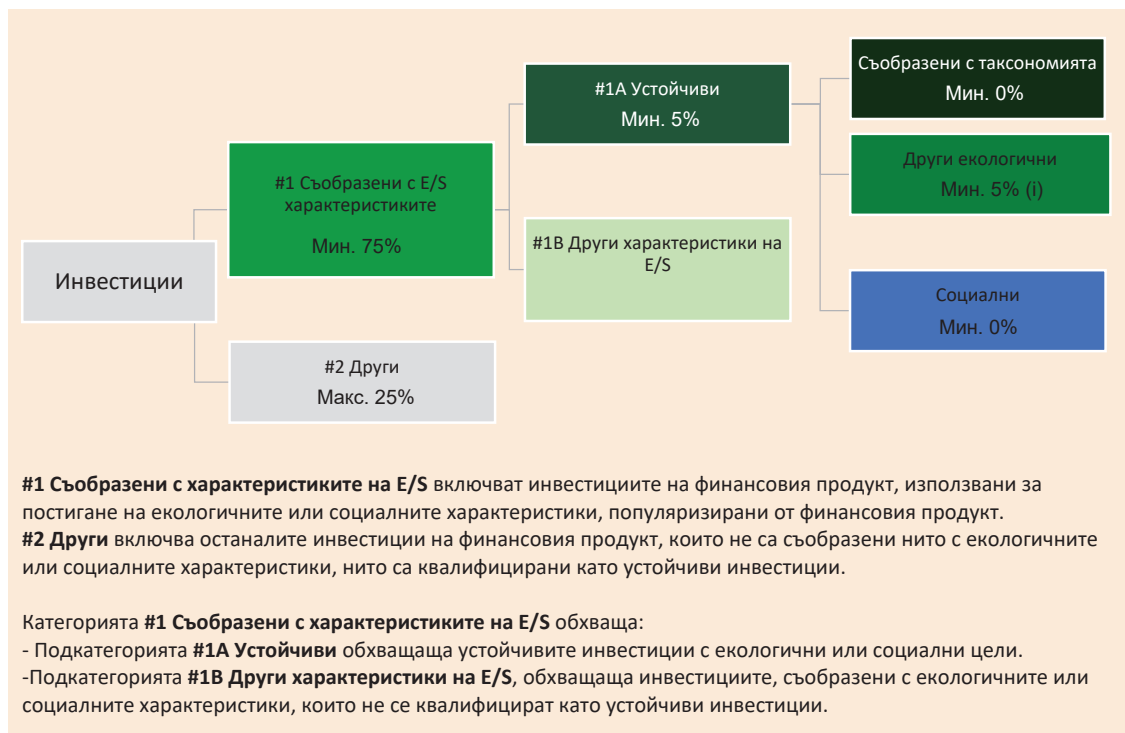 Инвестиции
#1 Съобразени с E/S
характеристиките
Мин. 75%
#2 Други
Макс. 25%
#1A Устойчиви
Мин. 5%
#1B Други характеристики на
E/S
Съобразени с таксономията
Мин. 0%
Други екологични
Мин. 5% (i)
Социални
Мин. 0%
#1 Съобразени с характеристиките на E/S включват инвестициите на финансовия продукт, използвани за
постигане на екологичните или социалните характеристики, популяризирани от финансовия продукт.
#2 Други включва останалите инвестиции на финансовия продукт, които не са съобразени нито с екологичните
или социалните характеристики, нито са квалифицирани като устойчиви инвестиции.
Категорията #1 Съобразени с характеристиките на E/S обхваща:
- Подкатегорията #1A Устойчиви обхващаща устойчивите инвестиции с екологични или социални цели.
-Подкатегорията #1B Други характеристики на E/S, обхващаща инвестициите, съобразени с екологичните или
социалните характеристики, които не се квалифицират като устойчиви инвестиции.